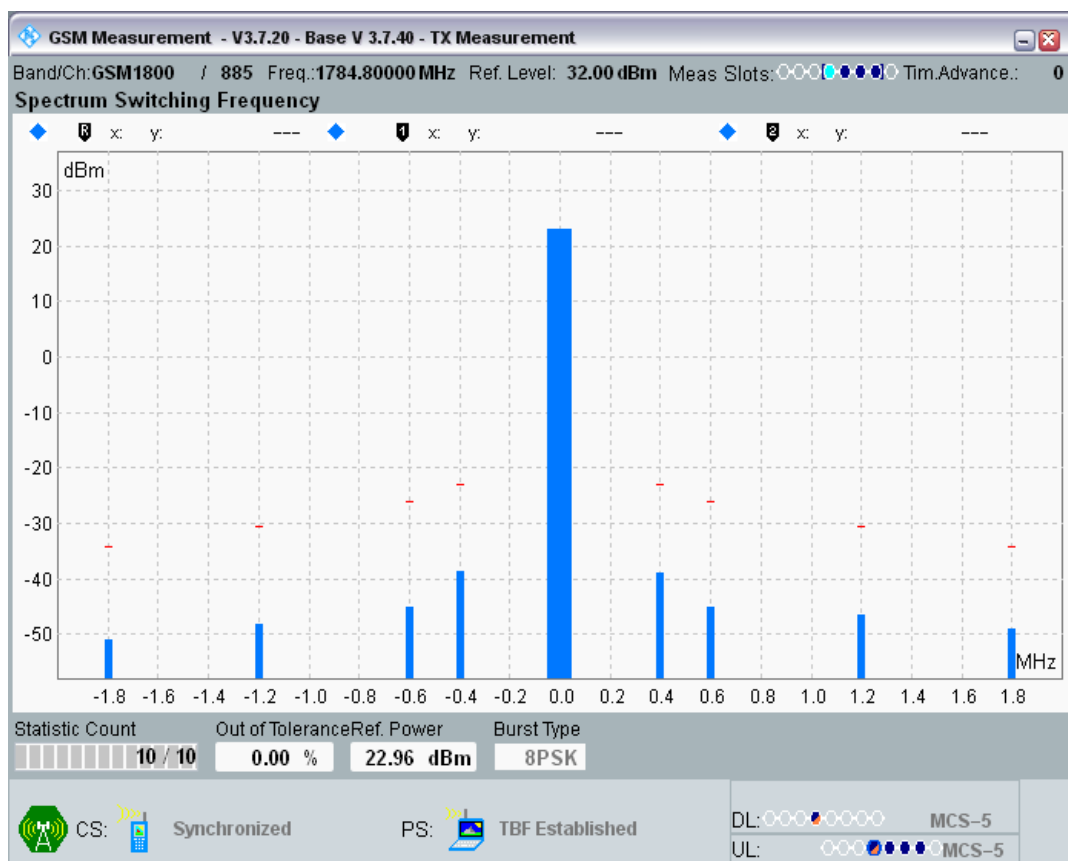 GSM Measurement - V3.7.20 - Base V 3.7.40 - TX Measurement
Band/Ch:GSM1800 / 885 Freq.:1784.80000 MHz Ref. Level: 32.00 dBm Meas Slots: Tim.Advance.: 0
Spectrum Switching Frequency
R x: y: --- 1 x: y: --- 2 x: y: ---
dBm
30
20
10
0
-10
-20
-30
-40
-50
MHz
-1.8 -1.6 -1.4 -1.2 -1.0 -0.8 -0.6 -0.4 -0.2 0.0 0.2 0.4 0.6 0.8 1.0 1.2 1.4 1.6 1.8
Statistic Count Out of Tolerance Ref. Power Burst Type
10 / 10 0.00 % 22.96 dBm 8PSK
CS: Synchronized PS: TBF Established DL: MCS-5
UL: MCS-5